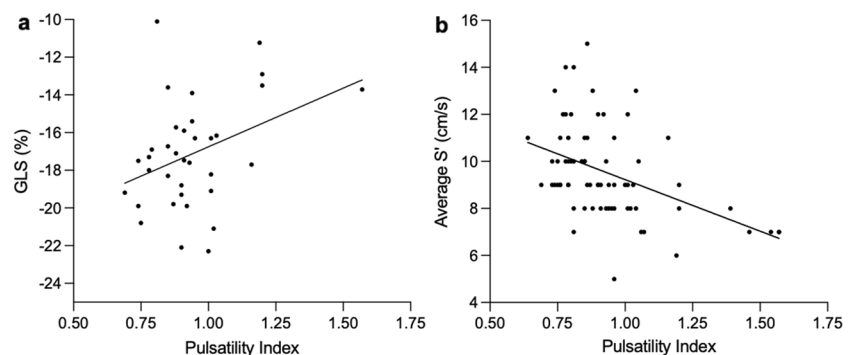 a
GLS (%)
-10
-12
-14
-16
-18
-20
-22
-24
0.50 0.75 1.00 1.25 1.50 1.75
Pulsatility Index
b
Average S' (cm/s)
16
14
12
10
8
6
4
0.50 0.75 1.00 1.25 1.50 1.75
Pulsatility Index